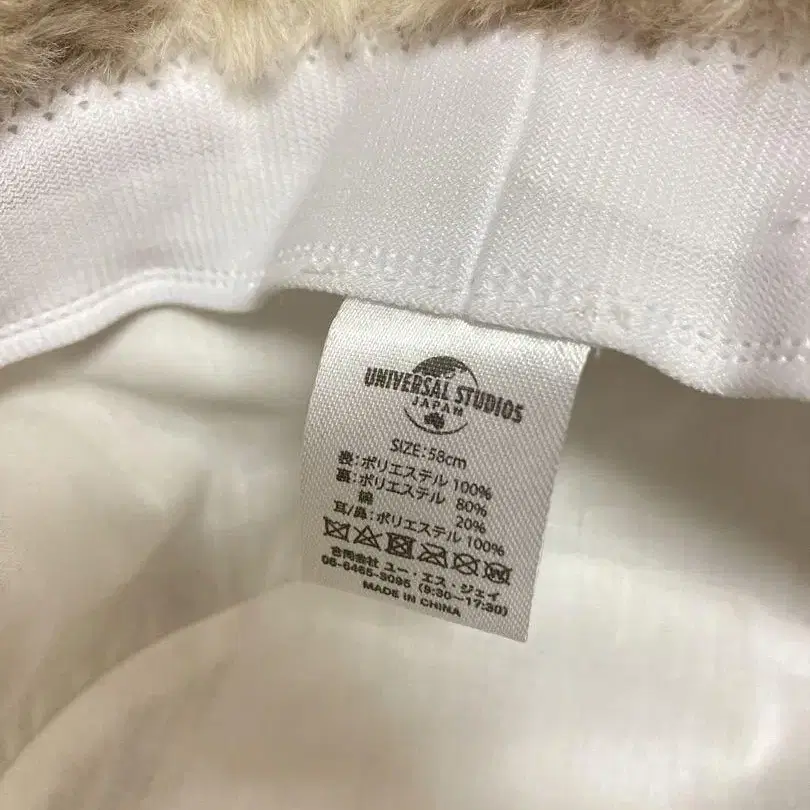 UNIVERSAL STUDIOS
JAPAN
SIZE:58cm
表:ポリエステル 100%
裏:ポリエステル 80%
綿 20%
耳/鼻:ポリエステル 100%
合同会社 ユー・エス・ジェイ
06-6465-3095 (9:30〜17:30)
MADE IN CHINA